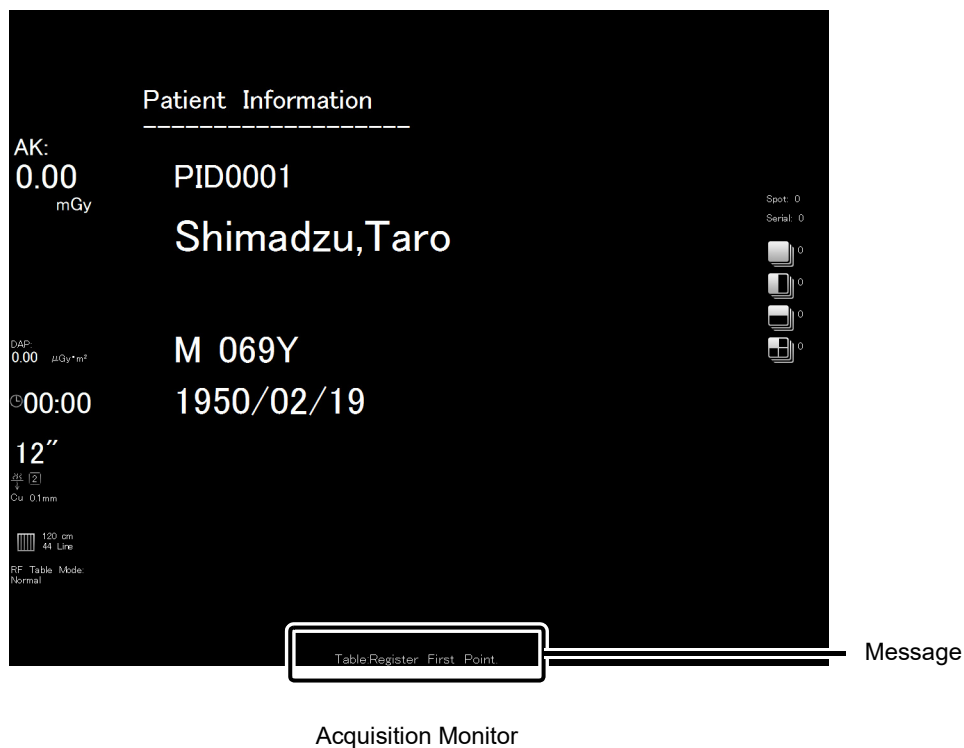 Patient Information
--------------------
AK:
0.00
mGy
PID0001
Shimadzu,Taro
Spot: 0
Serial: 0
0
0
0
0
DAP:
0.00 μGy・m²
M 069Y
00:00
1950/02/19
12″
2
Cu 0.1mm
120 cm
44 Line
RF Table Mode:
Normal
Table:Register First Point.
Message
Acquisition Monitor